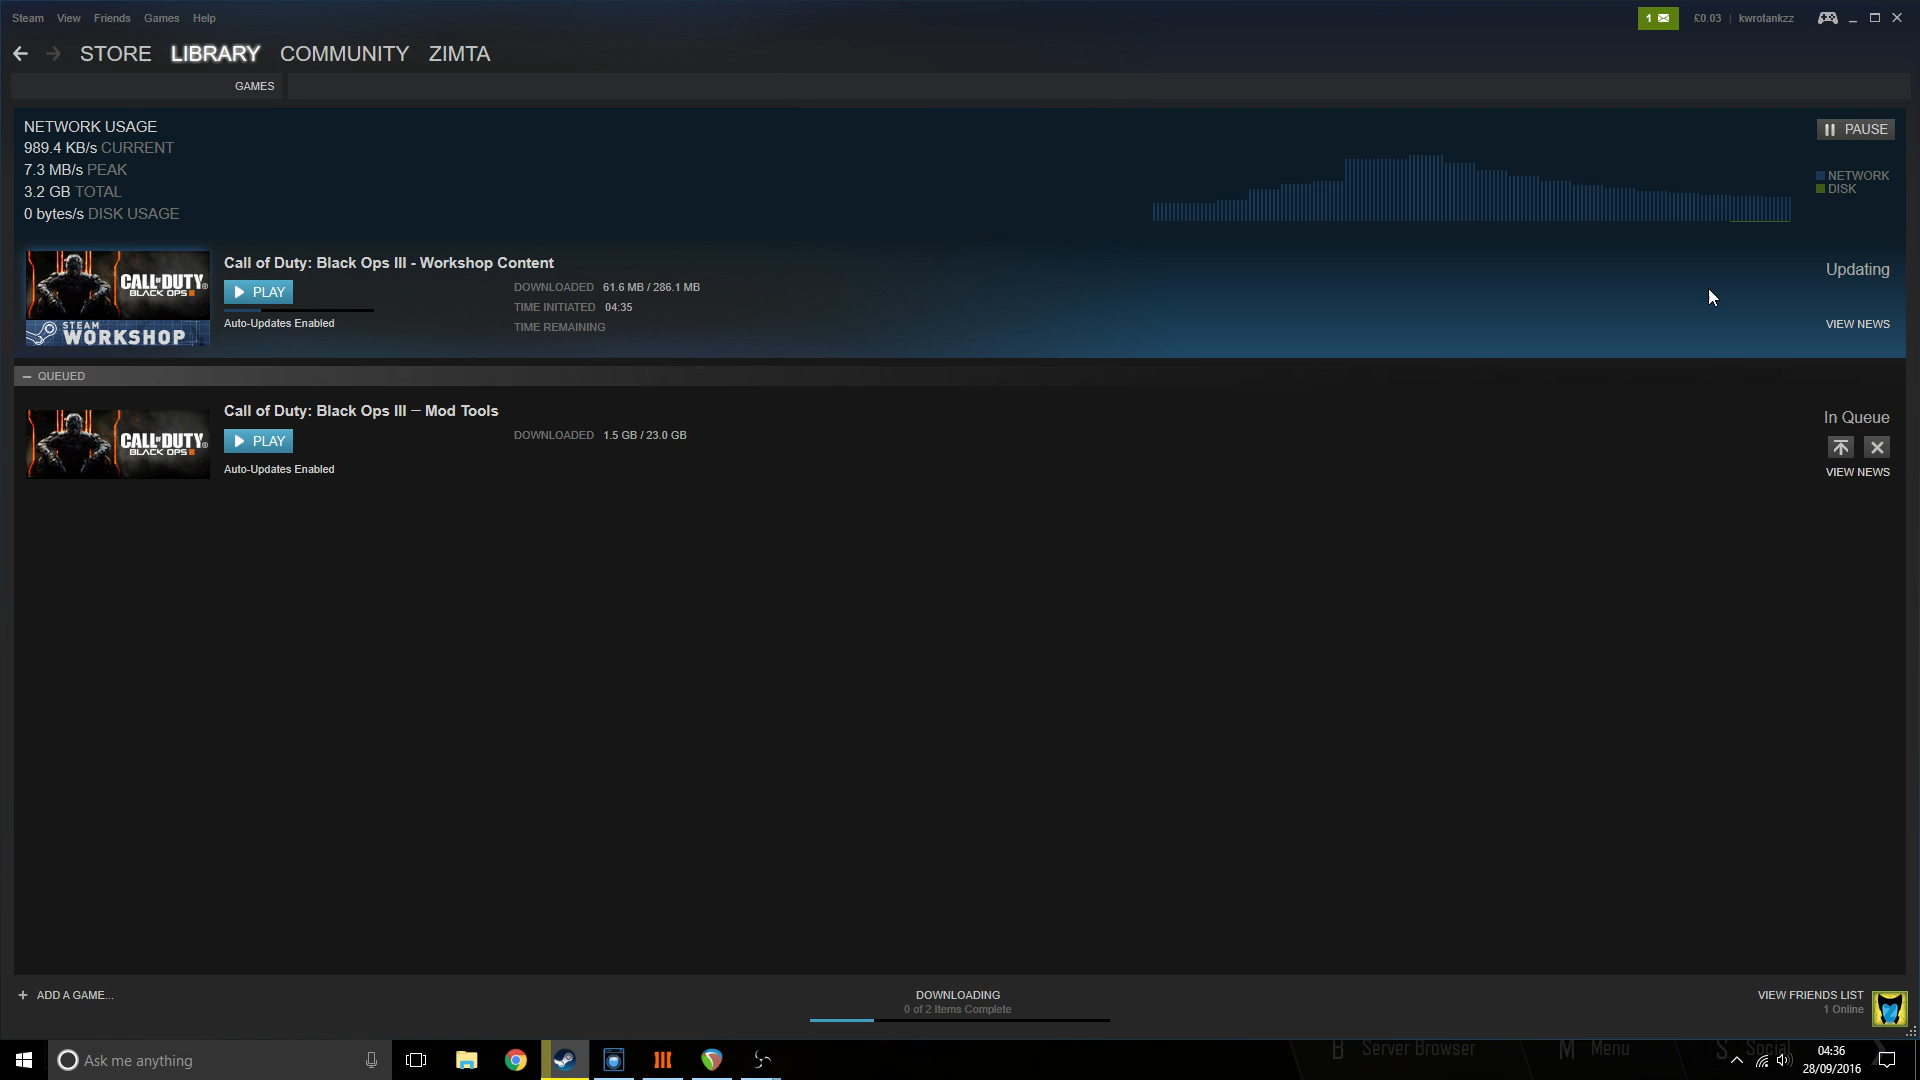 Steam View Friends Games Help
1 £0.03 | kwrotankzz
STORE LIBRARY COMMUNITY ZIMTA
GAMES
NETWORK USAGE
989.4 KB/s CURRENT
7.3 MB/s PEAK
3.2 GB TOTAL
0 bytes/s DISK USAGE
PAUSE
NETWORK
DISK
CALL OF DUTY
BLACK OPS III
STEAM
WORKSHOP
Call of Duty: Black Ops III - Workshop Content
PLAY
Auto-Updates Enabled
DOWNLOADED 61.6 MB / 286.1 MB
TIME INITIATED 04:35
TIME REMAINING
Updating
VIEW NEWS
QUEUED
CALL OF DUTY
BLACK OPS III
Call of Duty: Black Ops III — Mod Tools
PLAY
Auto-Updates Enabled
DOWNLOADED 1.5 GB / 23.0 GB
In Queue
VIEW NEWS
+ ADD A GAME...
DOWNLOADING
0 of 2 Items Complete
VIEW FRIENDS LIST
1 Online
Ask me anything
B Server Browser M Menu S Social
04:36
28/09/2016